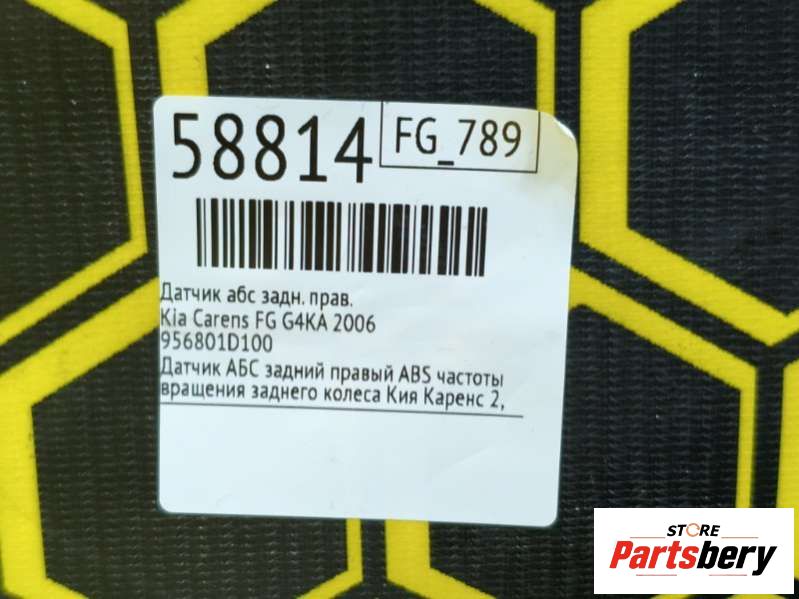 58814
FG_789
Датчик абс задн. прав.
Kia Carens FG G4KA 2006
956801D100
Датчик АБС задний правый ABS частоты
вращения заднего колеса Кия Каренс 2,
STORE
Partsbery